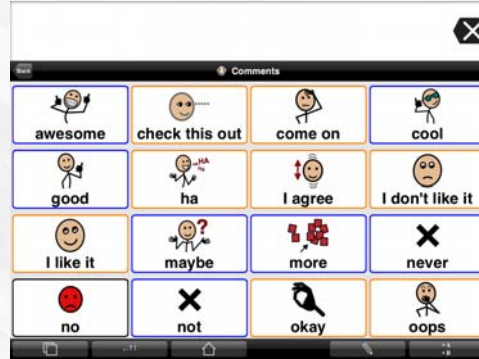 Back
Comments
awesome
check this out
come on
cool
HA
good
ha
I agree
I don't like it
?
I like it
maybe
more
never
no
not
okay
oops